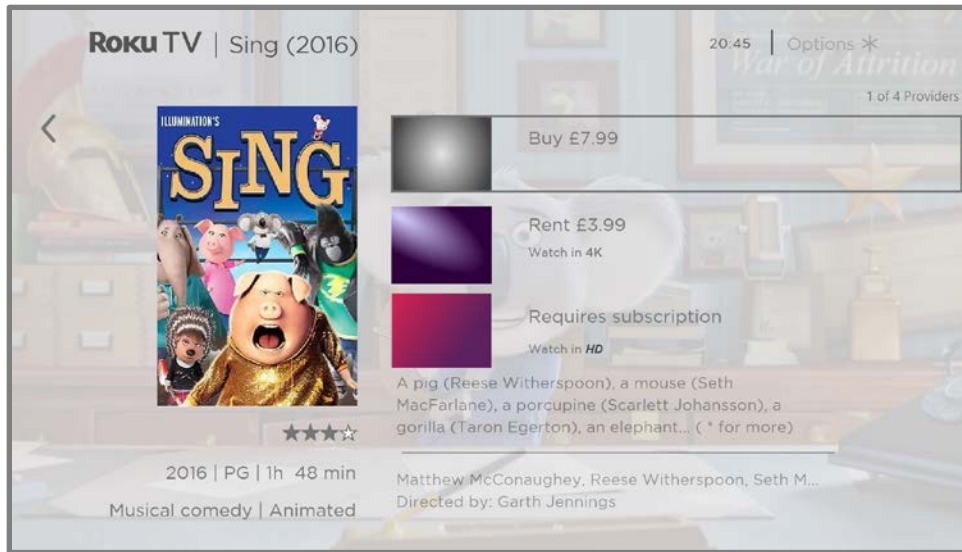 Roku TV | Sing (2016)
20:45 | Options *
War of Attrition
1 of 4 Providers
ILLUMINATION'S
SING
Buy £7.99
Rent £3.99
Watch in 4K
Requires subscription
Watch in HD
A pig (Reese Witherspoon), a mouse (Seth
MacFarlane), a porcupine (Scarlett Johansson), a
gorilla (Taron Egerton), an elephant... ( * for more)
2016 | PG | 1h 48 min
Musical comedy | Animated
Matthew McConaughey, Reese Witherspoon, Seth M...
Directed by: Garth Jennings